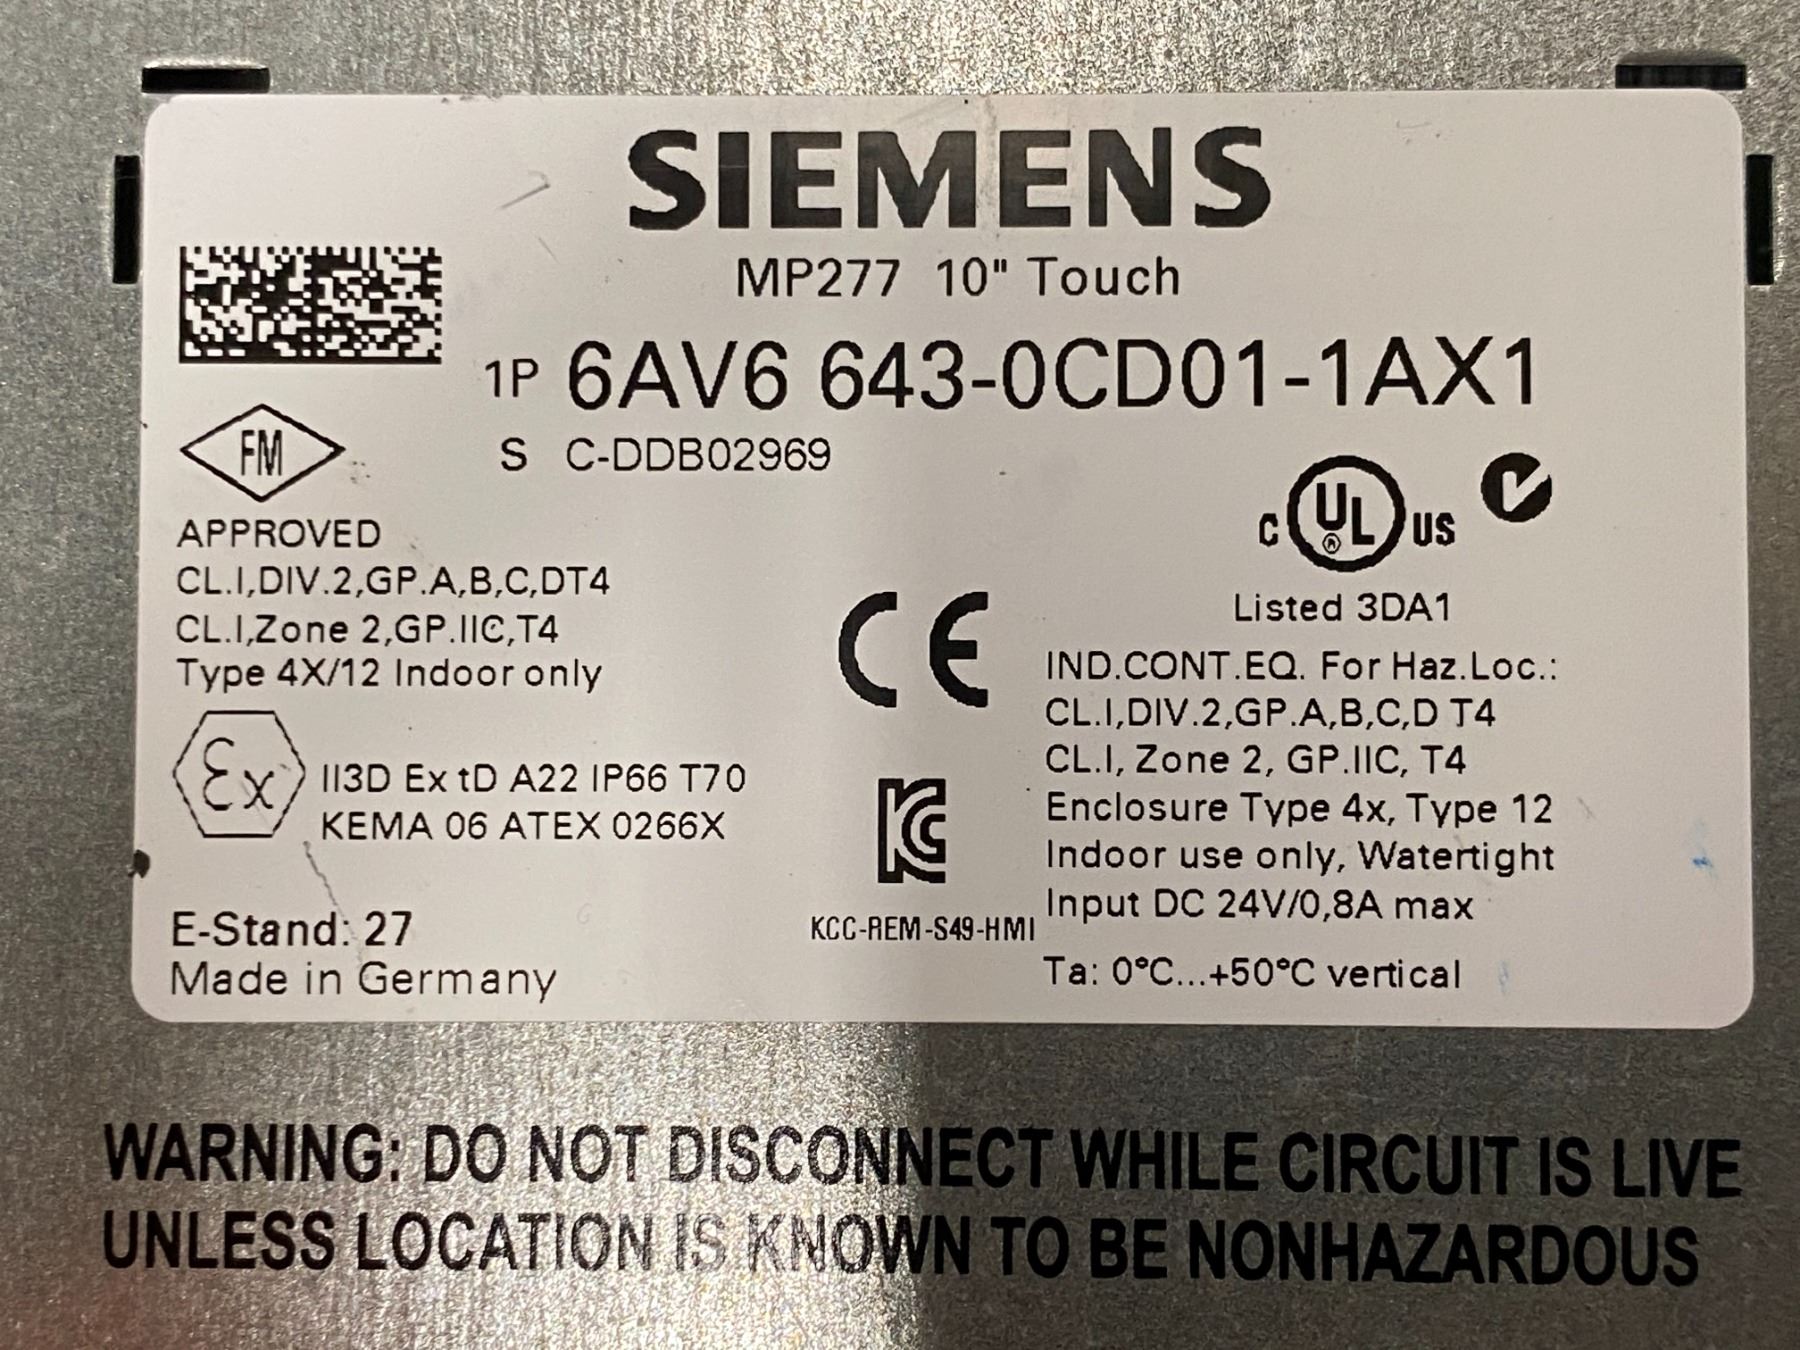 SIEMENS
MP277 10" Touch
1P 6AV6 643-0CD01-1AX1
S C-DDB02969
FM
APPROVED
CL.I,DIV.2,GP.A,B,C,DT4
CL.I,Zone 2,GP.IIC,T4
Type 4X/12 Indoor only
Ex II3D Ex tD A22 IP66 T70
KEMA 06 ATEX 0266X
E-Stand: 27
Made in Germany
CE
KC
KCC-REM-S49-HMI
C UL ® US
Listed 3DA1
IND.CONT.EQ. For Haz.Loc.:
CL.I,DIV.2,GP.A,B,C,D T4
CL.I, Zone 2, GP.IIC, T4
Enclosure Type 4x, Type 12
Indoor use only, Watertight
Input DC 24V/0,8A max
Ta: 0°C...+50°C vertical
WARNING: DO NOT DISCONNECT WHILE CIRCUIT IS LIVE
UNLESS LOCATION IS KNOWN TO BE NONHAZARDOUS